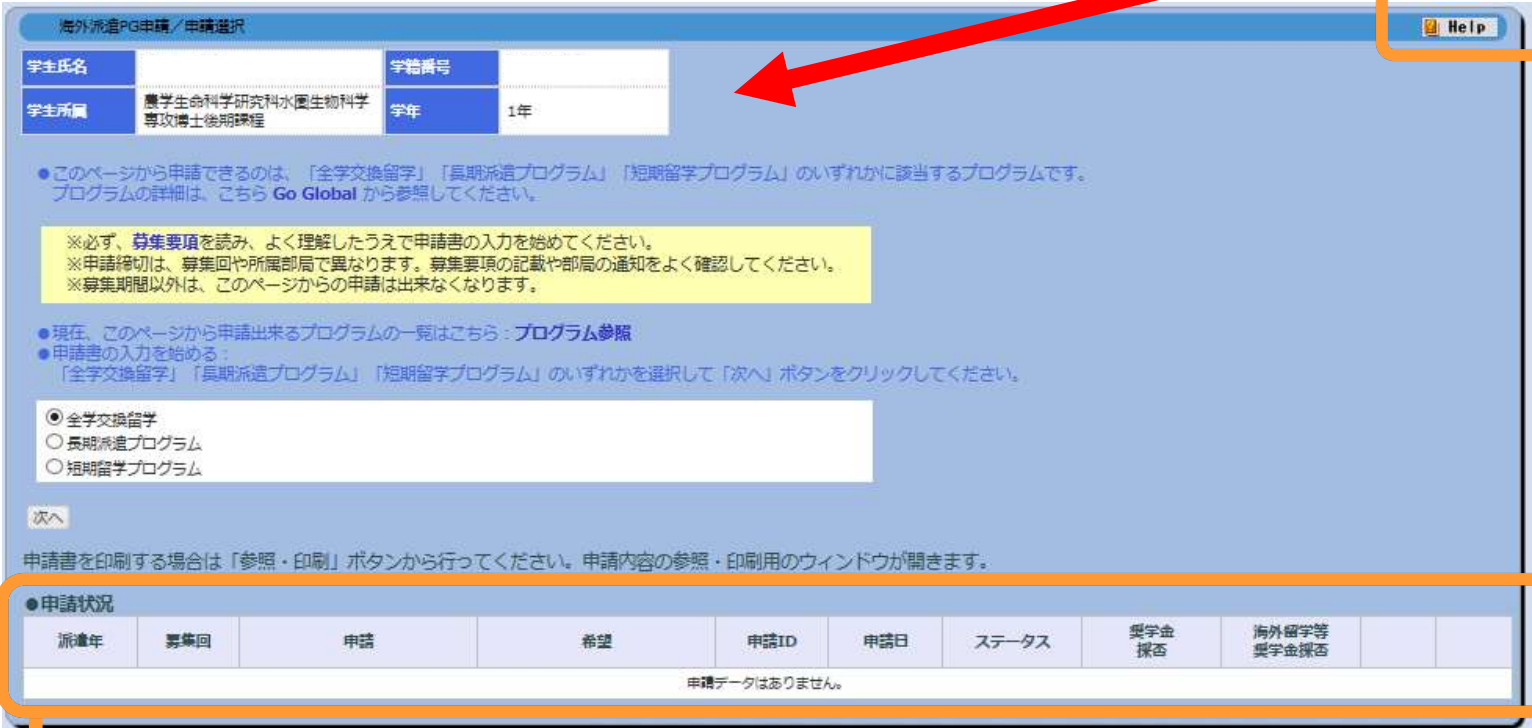 海外派遣PG申請／申請選択
Help
学生氏名 学籍番号
学生所属 農学生命科学研究科水圏生物科学
専攻博士後期課程 学年 1年
●このページから申請できるのは、「全学交換留学」「長期派遣プログラム」「短期留学プログラム」のいずれかに該当するプログラムです。
プログラムの詳細は、こちら Go Global から参照してください。
※必ず、募集要項を読み、よく理解したうえで申請書の入力を始めてください。
※申請締切は、募集回や所属部局で異なります。募集要項の記載や部局の通知をよく確認してください。
※募集期間以外は、このページからの申請は出来なくなります。
●現在、このページから申請出来るプログラムの一覧はこちら：プログラム参照
●申請書の入力を始める：
「全学交換留学」「長期派遣プログラム」「短期留学プログラム」のいずれかを選択して「次へ」ボタンをクリックしてください。
全学交換留学
長期派遣プログラム
短期留学プログラム
次へ
申請書を印刷する場合は「参照・印刷」ボタンから行ってください。申請内容の参照・印刷用のウィンドウが開きます。
●申請状況
派遣年 募集回 申請 希望 申請ID 申請日 ステータス 奨学金採否 海外留学等奨学金採否
申請データはありません。